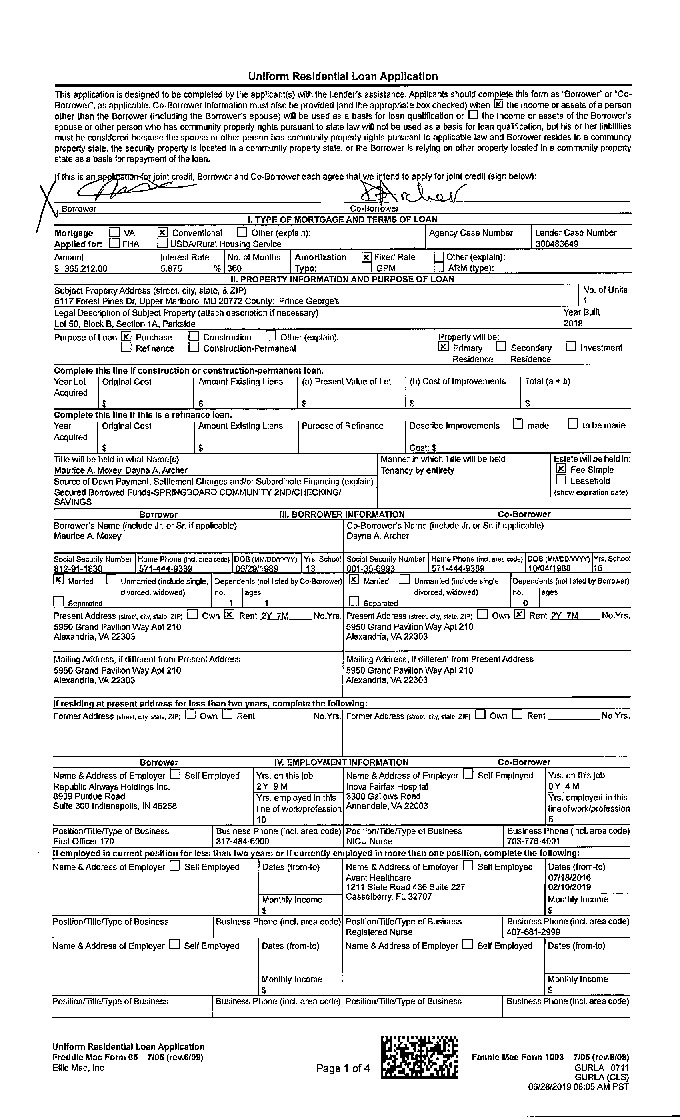 Uniform Residential Loan Application
This application is designed to be completed by the applicant(s) with the Lender's assistance. Applicants should complete this form as "Borrower" or "Co-
Borrower", as applicable. Co-Borrower information must also be provided (and the appropriate box checked) when ☒ the income or assets of a person
other than the Borrower (including the Borrower's spouse) will be used as a basis for loan qualification or ☐ the income or assets of the Borrower's
spouse or other person who has community property rights pursuant to state law will not be used as a basis for loan qualification, but his or her liabilities
must be considered because the spouse or other person has community property rights pursuant to applicable law and Borrower resides in a community
property state, the security property is located in a community property state, or the Borrower is relying on other property located in a community property
state as a basis for repayment of the loan.
If this is an application for joint credit, Borrower and Co-Borrower each agree that we intend to apply for joint credit (sign below):
X Archer
Borrower Co-Borrower
I. TYPE OF MORTGAGE AND TERMS OF LOAN
Mortgage ☐ VA ☒ Conventional ☐ Other (explain): Agency Case Number Lender Case Number
Applied for: ☐ FHA ☐ USDA/Rural Housing Service 300483649
Amount Interest Rate No. of Months Amortization ☒ Fixed Rate ☐ Other (explain):
$ 365,212.00 5.875 % 360 Type: ☐ GPM ☐ ARM (type):
II. PROPERTY INFORMATION AND PURPOSE OF LOAN
Subject Property Address (street, city, state, & ZIP) No. of Units
5117 Forest Pines Dr, Upper Marlboro, MD 20772 County: Prince George's 1
Legal Description of Subject Property (attach description if necessary) Year Built
Lot 50, Block B, Section 1A, Parkside 2018
Purpose of Loan ☒ Purchase ☐ Construction ☐ Other (explain): Property will be:
☐ Refinance ☐ Construction-Permanent ☒ Primary Residence ☐ Secondary Residence ☐ Investment
Complete this line if construction or construction-permanent loan.
Year Lot Acquired Original Cost Amount Existing Liens (a) Present Value of Lot (b) Cost of Improvements Total (a + b)
$ $ $ $ $
Complete this line if this is a refinance loan.
Year Acquired Original Cost Amount Existing Liens Purpose of Refinance Describe Improvements ☐ made ☐ to be made
$ $ Cost: $
Title will be held in what Name(s) Manner in which Title will be held Estate will be held in:
Maurice A. Moxey, Dayna A. Archer Tenancy by entirety ☒ Fee Simple
Source of Down Payment, Settlement Charges and/or Subordinate Financing (explain) ☐ Leasehold
Secured Borrowed Funds-SPRINGBOARD COMMUNITY 2ND/CHECKING/ (show expiration date)
SAVINGS
Borrower III. BORROWER INFORMATION Co-Borrower
Borrower's Name (include Jr. or Sr. if applicable) Co-Borrower's Name (include Jr. or Sr. if applicable)
Maurice A. Moxey Dayna A. Archer
Social Security Number Home Phone (incl. area code) DOB (MM/DD/YYYY) Yrs. School Social Security Number Home Phone (incl. area code) DOB (MM/DD/YYYY) Yrs. School
571-444-9389 571-444-9389
☒ Married ☐ Unmarried (include single, divorced, widowed) Dependents (not listed by Co-Borrower) ☒ Married ☐ Unmarried (include single, divorced, widowed) Dependents (not listed by Borrower)
☐ Separated no. 1 ages 1 ☐ Separated no. 0 ages
Present Address (street, city, state, ZIP) ☐ Own ☒ Rent 2Y 7M No. Yrs. Present Address (street, city, state, ZIP) ☐ Own ☒ Rent 2Y 7M No. Yrs.
5950 Grand Pavilion Way Apt 210 5950 Grand Pavilion Way Apt 210
Alexandria, VA 22303 Alexandria, VA 22303
Mailing Address, if different from Present Address Mailing Address, if different from Present Address
5950 Grand Pavilion Way Apt 210 5950 Grand Pavilion Way Apt 210
Alexandria, VA 22303 Alexandria, VA 22303
If residing at present address for less than two years, complete the following:
Former Address (street, city, state, ZIP) ☐ Own ☐ Rent No. Yrs. Former Address (street, city, state, ZIP) ☐ Own ☐ Rent No. Yrs.
Borrower IV. EMPLOYMENT INFORMATION Co-Borrower
Name & Address of Employer ☐ Self Employed Yrs. on this job Name & Address of Employer ☐ Self Employed Yrs. on this job
Republic Airways Holdings Inc. 2 Y 9 M Inova Fairfax Hospital 0Y 4 M
8909 Purdue Road Yrs. employed in this 3300 Gallows Road Yrs. employed in this
Suite 300 Indianapolis, IN 46268 line of work/profession Annandale, VA 22003 line of work/profession
10 6
Position/Title/Type of Business Business Phone (incl. area code) Position/Title/Type of Business Business Phone (incl. area code)
First Officer 170 317-484-6000 NICU Nurse 703-776-4001
If employed in current position for less than two years or if currently employed in more than one position, complete the following:
Name & Address of Employer ☐ Self Employed Dates (from-to) Name & Address of Employer ☐ Self Employed Dates (from-to)
Avant Healthcare 07/18/2016
1211 State Road 436 Suite 227 02/10/2019
Casselberry, FL 32707
Monthly Income Monthly Income
$ $
Position/Title/Type of Business Business Phone (incl. area code) Position/Title/Type of Business Business Phone (incl. area code)
Registered Nurse 407-681-2999
Name & Address of Employer ☐ Self Employed Dates (from-to) Name & Address of Employer ☐ Self Employed Dates (from-to)
Monthly Income Monthly Income
$ $
Position/Title/Type of Business Business Phone (incl. area code) Position/Title/Type of Business Business Phone (incl. area code)
Uniform Residential Loan Application
Freddie Mac Form 65 7/05 (rev.6/09) Fannie Mae Form 1003 7/05 (rev.6/09)
Ellie Mae, Inc. Page 1 of 4 GURLA 0711
GURLA (CLS)
05/28/2019 06:05 AM PST